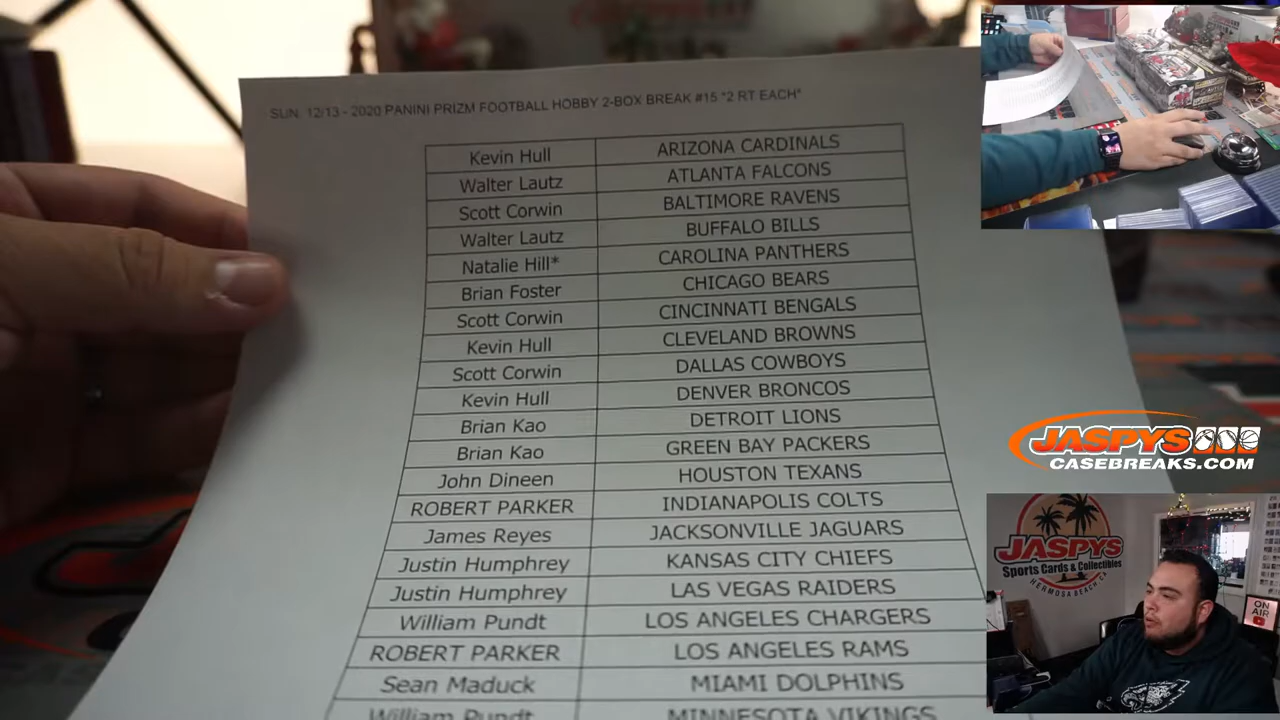 SUN: 12/13 - 2020 PANINI PRIZM FOOTBALL HOBBY 2-BOX BREAK #15 "2 RT EACH"
Kevin Hull ARIZONA CARDINALS
Walter Lautz ATLANTA FALCONS
Scott Corwin BALTIMORE RAVENS
Walter Lautz BUFFALO BILLS
Natalie Hill* CAROLINA PANTHERS
Brian Foster CHICAGO BEARS
Scott Corwin CINCINNATI BENGALS
Kevin Hull CLEVELAND BROWNS
Scott Corwin DALLAS COWBOYS
Kevin Hull DENVER BRONCOS
Brian Kao DETROIT LIONS
Brian Kao GREEN BAY PACKERS
John Dineen HOUSTON TEXANS
ROBERT PARKER INDIANAPOLIS COLTS
James Reyes JACKSONVILLE JAGUARS
Justin Humphrey KANSAS CITY CHIEFS
Justin Humphrey LAS VEGAS RAIDERS
William Pundt LOS ANGELES CHARGERS
ROBERT PARKER LOS ANGELES RAMS
Sean Maduck MIAMI DOLPHINS
William Pundt MINNESOTA VIKINGS
JASPYS
CASEBREAKS.COM
JASPYS
Sports Cards & Collectibles
HERMOSA BEACH CA
ON
AIR